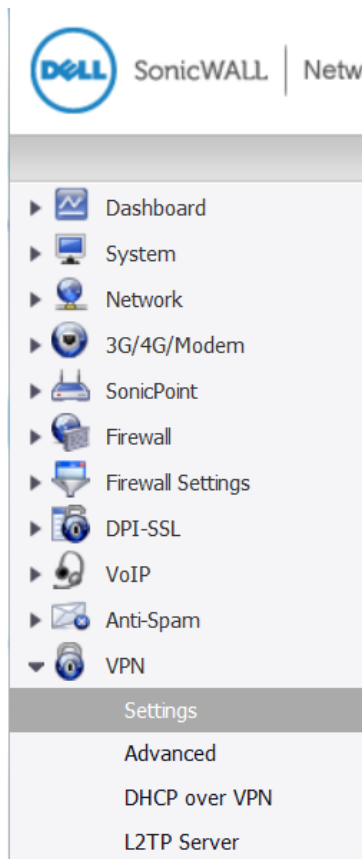 DELL SonicWALL | Netw
Dashboard
System
Network
3G/4G/Modem
SonicPoint
Firewall
Firewall Settings
DPI-SSL
VoIP
Anti-Spam
VPN
Settings
Advanced
DHCP over VPN
L2TP Server